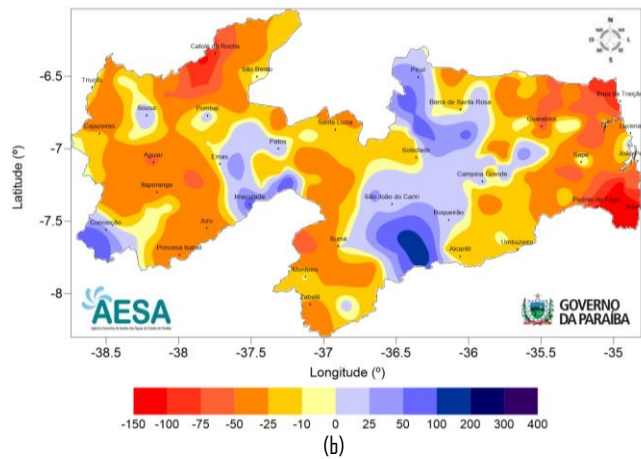 Catolé do Rocha
Picuí
-6.5
Triunfo
São Bento
Baía da Traição
Sousa
Pombal
Barra de Santa Rosa
Lucena
Cajazeiras
Santa Luzia
Guarabira
-7
Patos
Soledade
Aguiar
Emas
Sapé
Campina Grande
Itaporanga
Imaculada
São João do Cariri
Pedras de Fogo
-7.5
Conceição
Juru
Boqueirão
Princesa Isabel
Sumé
Alcantil
Umbuzeiro
Monteiro
-8
Zabelê
Latitude (º)
AESA
GOVERNO
DA PARAÍBA
-38.5 -38 -37.5 -37 -36.5 -36 -35.5 -35
Longitude (º)
-150 -100 -75 -50 -25 -10 0 25 50 100 200 300 400
(b)